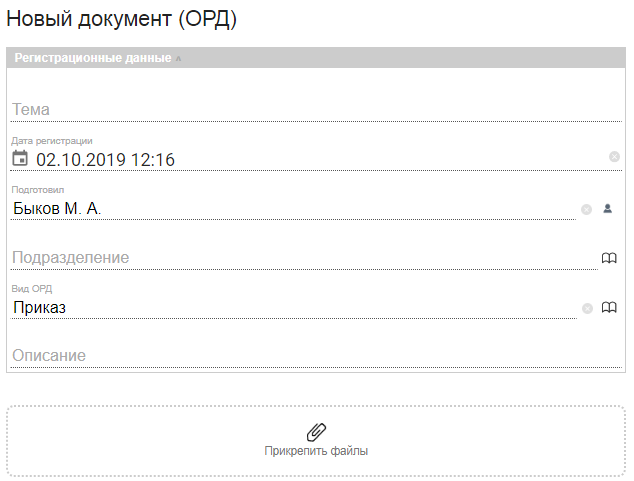 Новый документ (ОРД)
Регистрационные данные
Тема
Дата регистрации
02.10.2019 12:16
Подготовил
Быков М. А.
Подразделение
Вид ОРД
Приказ
Описание
Прикрепить файлы